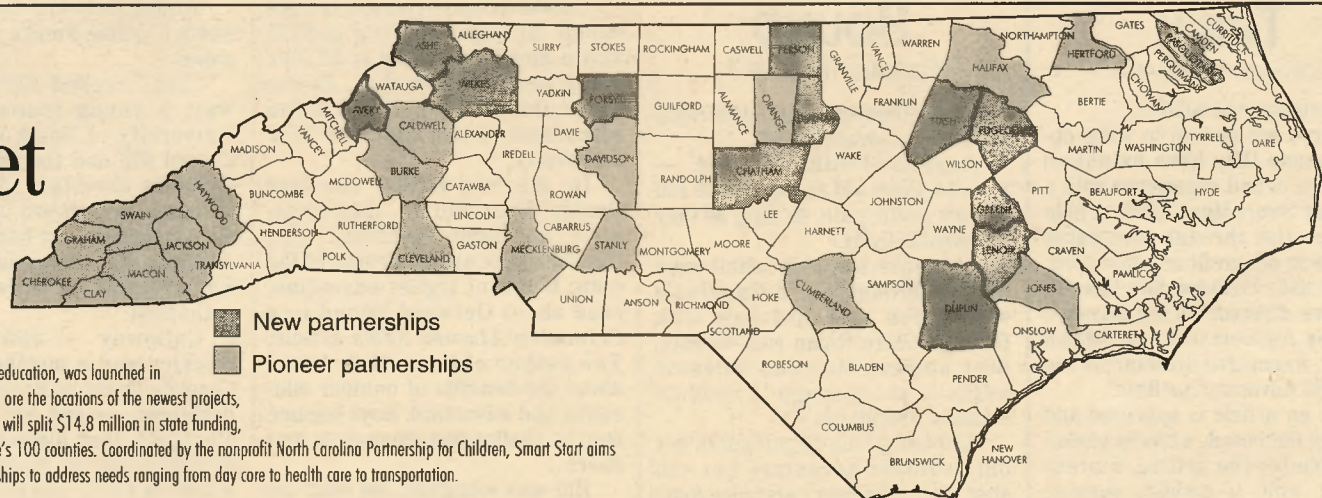 et
ASHE
ALLEGHANY
SURRY
STOKES
ROCKINGHAM
CASWELL
PERSON
GRANVILLE
VANCE
WARREN
NORTHAMPTON
GATES
CURRITUCK
CAMDEN
PASQUOTANK
PERQUIMANS
CHOWAN
HERTFORD
HALIFAX
WATAUGA
WILKES
YADKIN
FORSYTH
GUILFORD
ALAMANCE
ORANGE
FRANKLIN
NASH
EDGECOMBE
BERTIE
AVERY
MITCHELL
YANCEY
MADISON
CALDWELL
ALEXANDER
IREDELL
DAVIE
DAVIDSON
RANDOLPH
CHATHAM
WAKE
WILSON
MARTIN
WASHINGTON
TYRRELL
DARE
BURKE
MCDOWELL
BUNCOMBE
HAYWOOD
CATAWBA
ROWAN
LEE
JOHNSTON
GREENE
PITT
BEAUFORT
HYDE
SWAIN
GRAHAM
JACKSON
HENDERSON
RUTHERFORD
LINCOLN
CABARRUS
MONTGOMERY
MOORE
HARNETT
WAYNE
LENOIR
CRAVEN
PAMLICO
CHEROKEE
CLAY
MACON
TRANSYLVANIA
POLK
CLEVELAND
GASTON
MECKLENBURG
STANLY
CUMBERLAND
SAMPSON
DUPLIN
JONES
CARTERET
UNION
ANSON
RICHMOND
HOKE
SCOTLAND
ROBESON
BLADEN
PENDER
ONSLOW
COLUMBUS
BRUNSWICK
NEW
HANOVER
New partnerships
Pioneer partnerships
education, was launched in
are the locations of the newest projects,
will split $14.8 million in state funding,
e's 100 counties. Coordinated by the nonprofit North Carolina Partnership for Children, Smart Start aims
ships to address needs ranging from day care to health care to transportation.